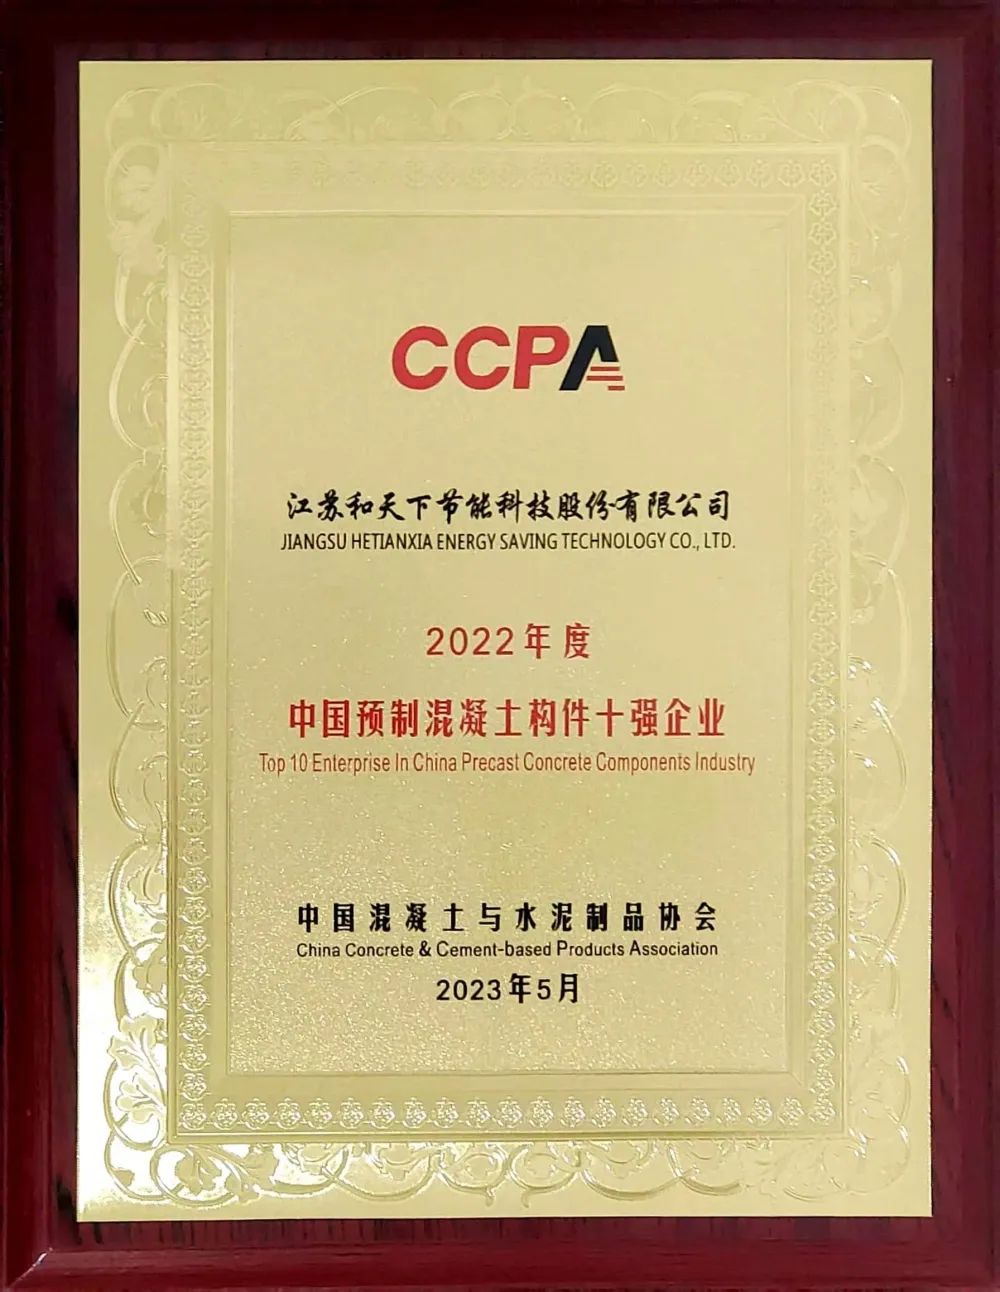 CCPA
江苏和天下节能科技股份有限公司
JIANGSU HETIANXIA ENERGY SAVING TECHNOLOGY CO., LTD.
2022年度
中国预制混凝土构件十强企业
Top 10 Enterprise In China Precast Concrete Components Industry
中国混凝土与水泥制品协会
China Concrete & Cement-based Products Association
2023年5月